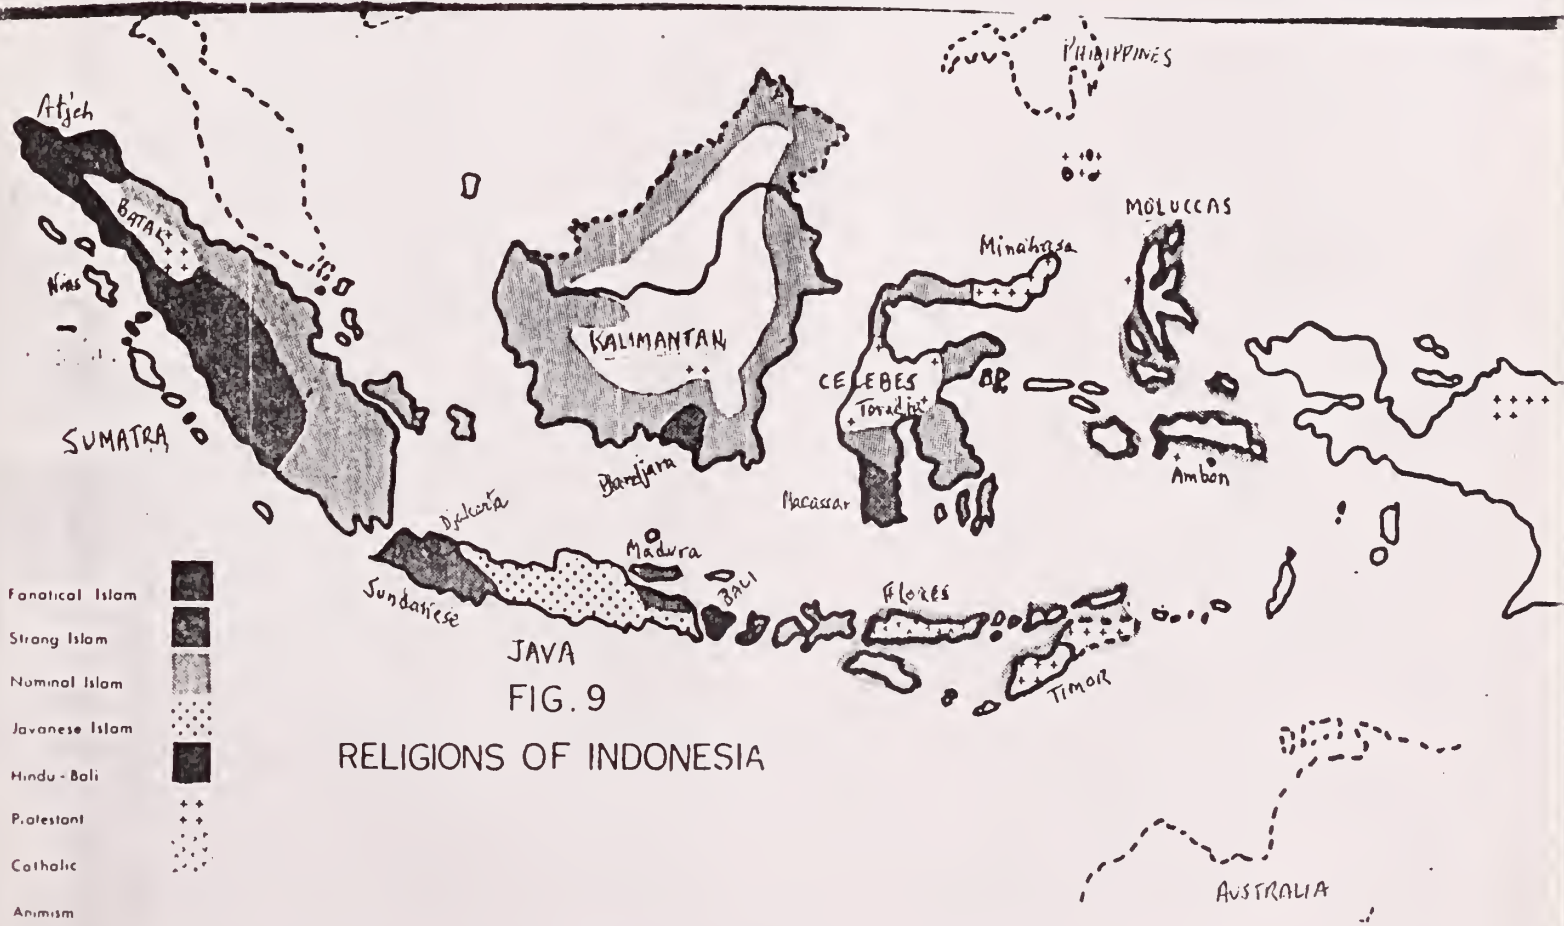 PHILIPPINES
Atjeh
MOLUCCAS
BATAK
Minahasa
Nias
KALIMANTAN
CELEBES
Toradja
SUMATRA
Ambon
Bandjara
Macassar
Djakarta
Madura
BALI
Flores
Sundanese
JAVA
TIMOR
FIG. 9
RELIGIONS OF INDONESIA
Fanatical Islam
Strong Islam
Nominal Islam
Javanese Islam
Hindu - Bali
Protestant
Catholic
Animism
AUSTRALIA